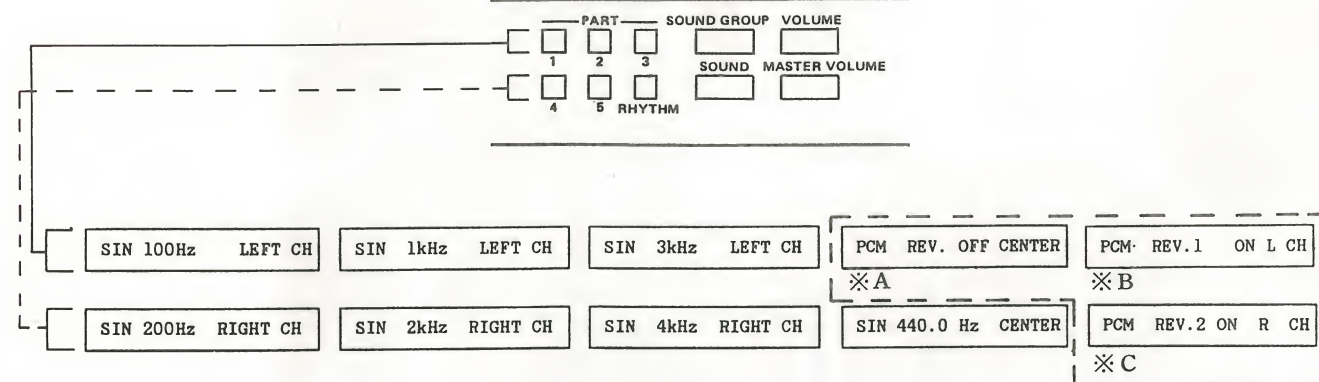 PART SOUND GROUP VOLUME
1 2 3
SOUND MASTER VOLUME
4 5 RHYTHM
SIN 100Hz LEFT CH SIN 1kHz LEFT CH SIN 3kHz LEFT CH PCM REV. OFF CENTER PCM REV.1 ON L CH
※A ※B
SIN 200Hz RIGHT CH SIN 2kHz RIGHT CH SIN 4kHz RIGHT CH SIN 440.0 Hz CENTER PCM REV.2 ON R CH
※C